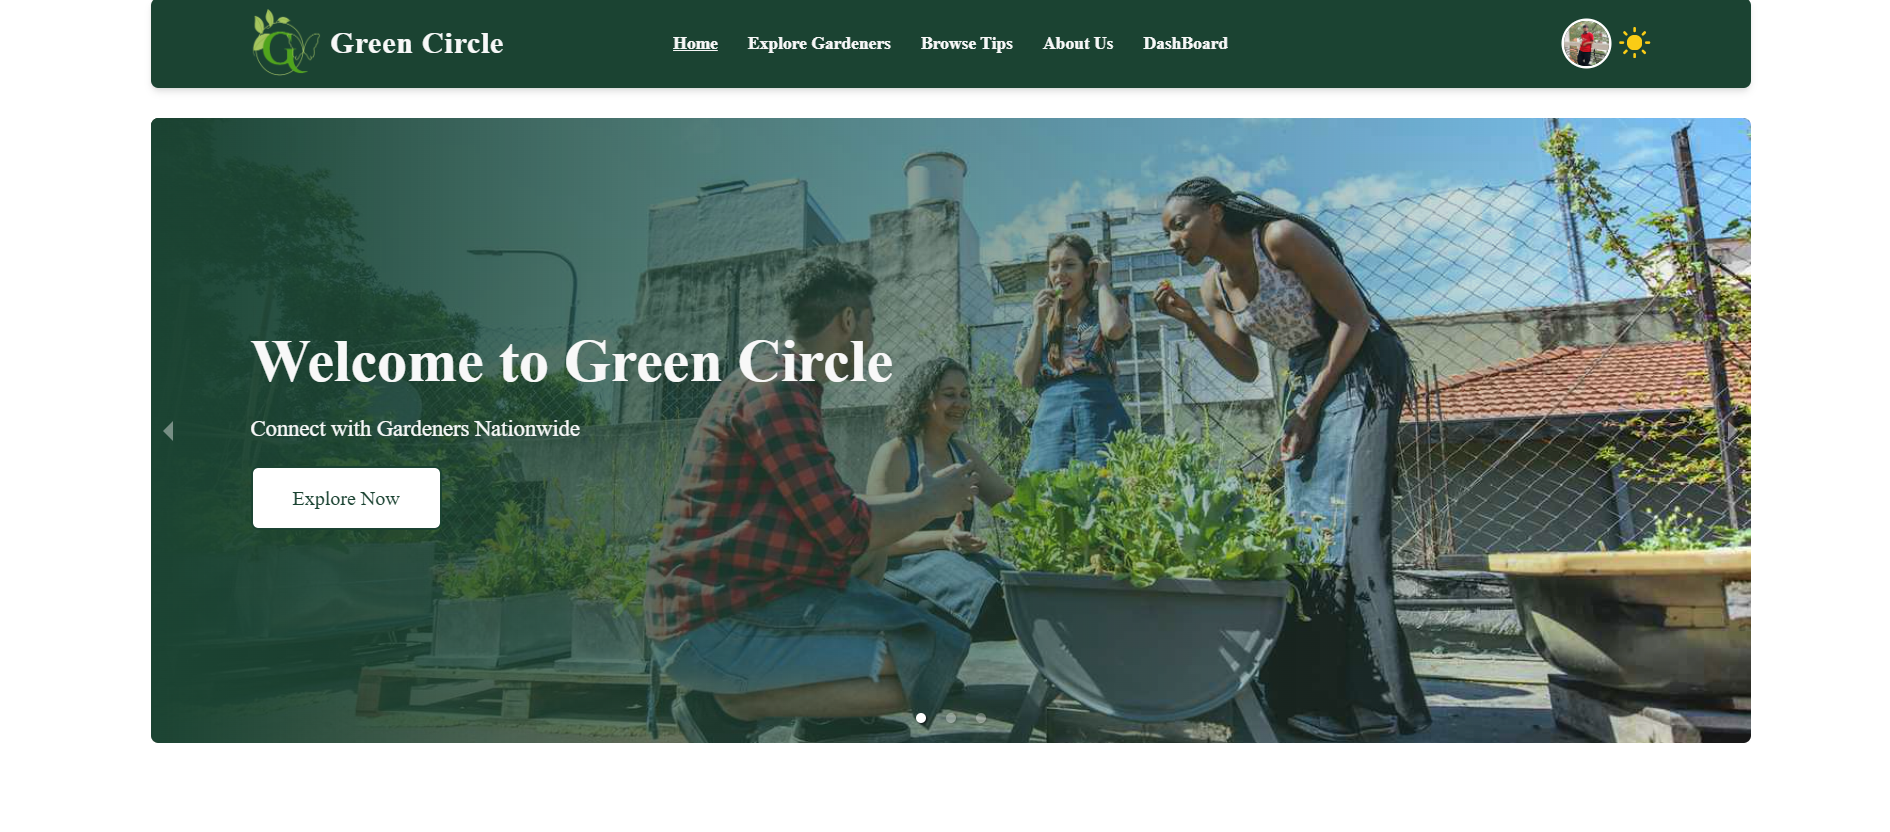 Green Circle
Home Explore Gardeners Browse Tips About Us DashBoard
Welcome to Green Circle
Connect with Gardeners Nationwide
Explore Now